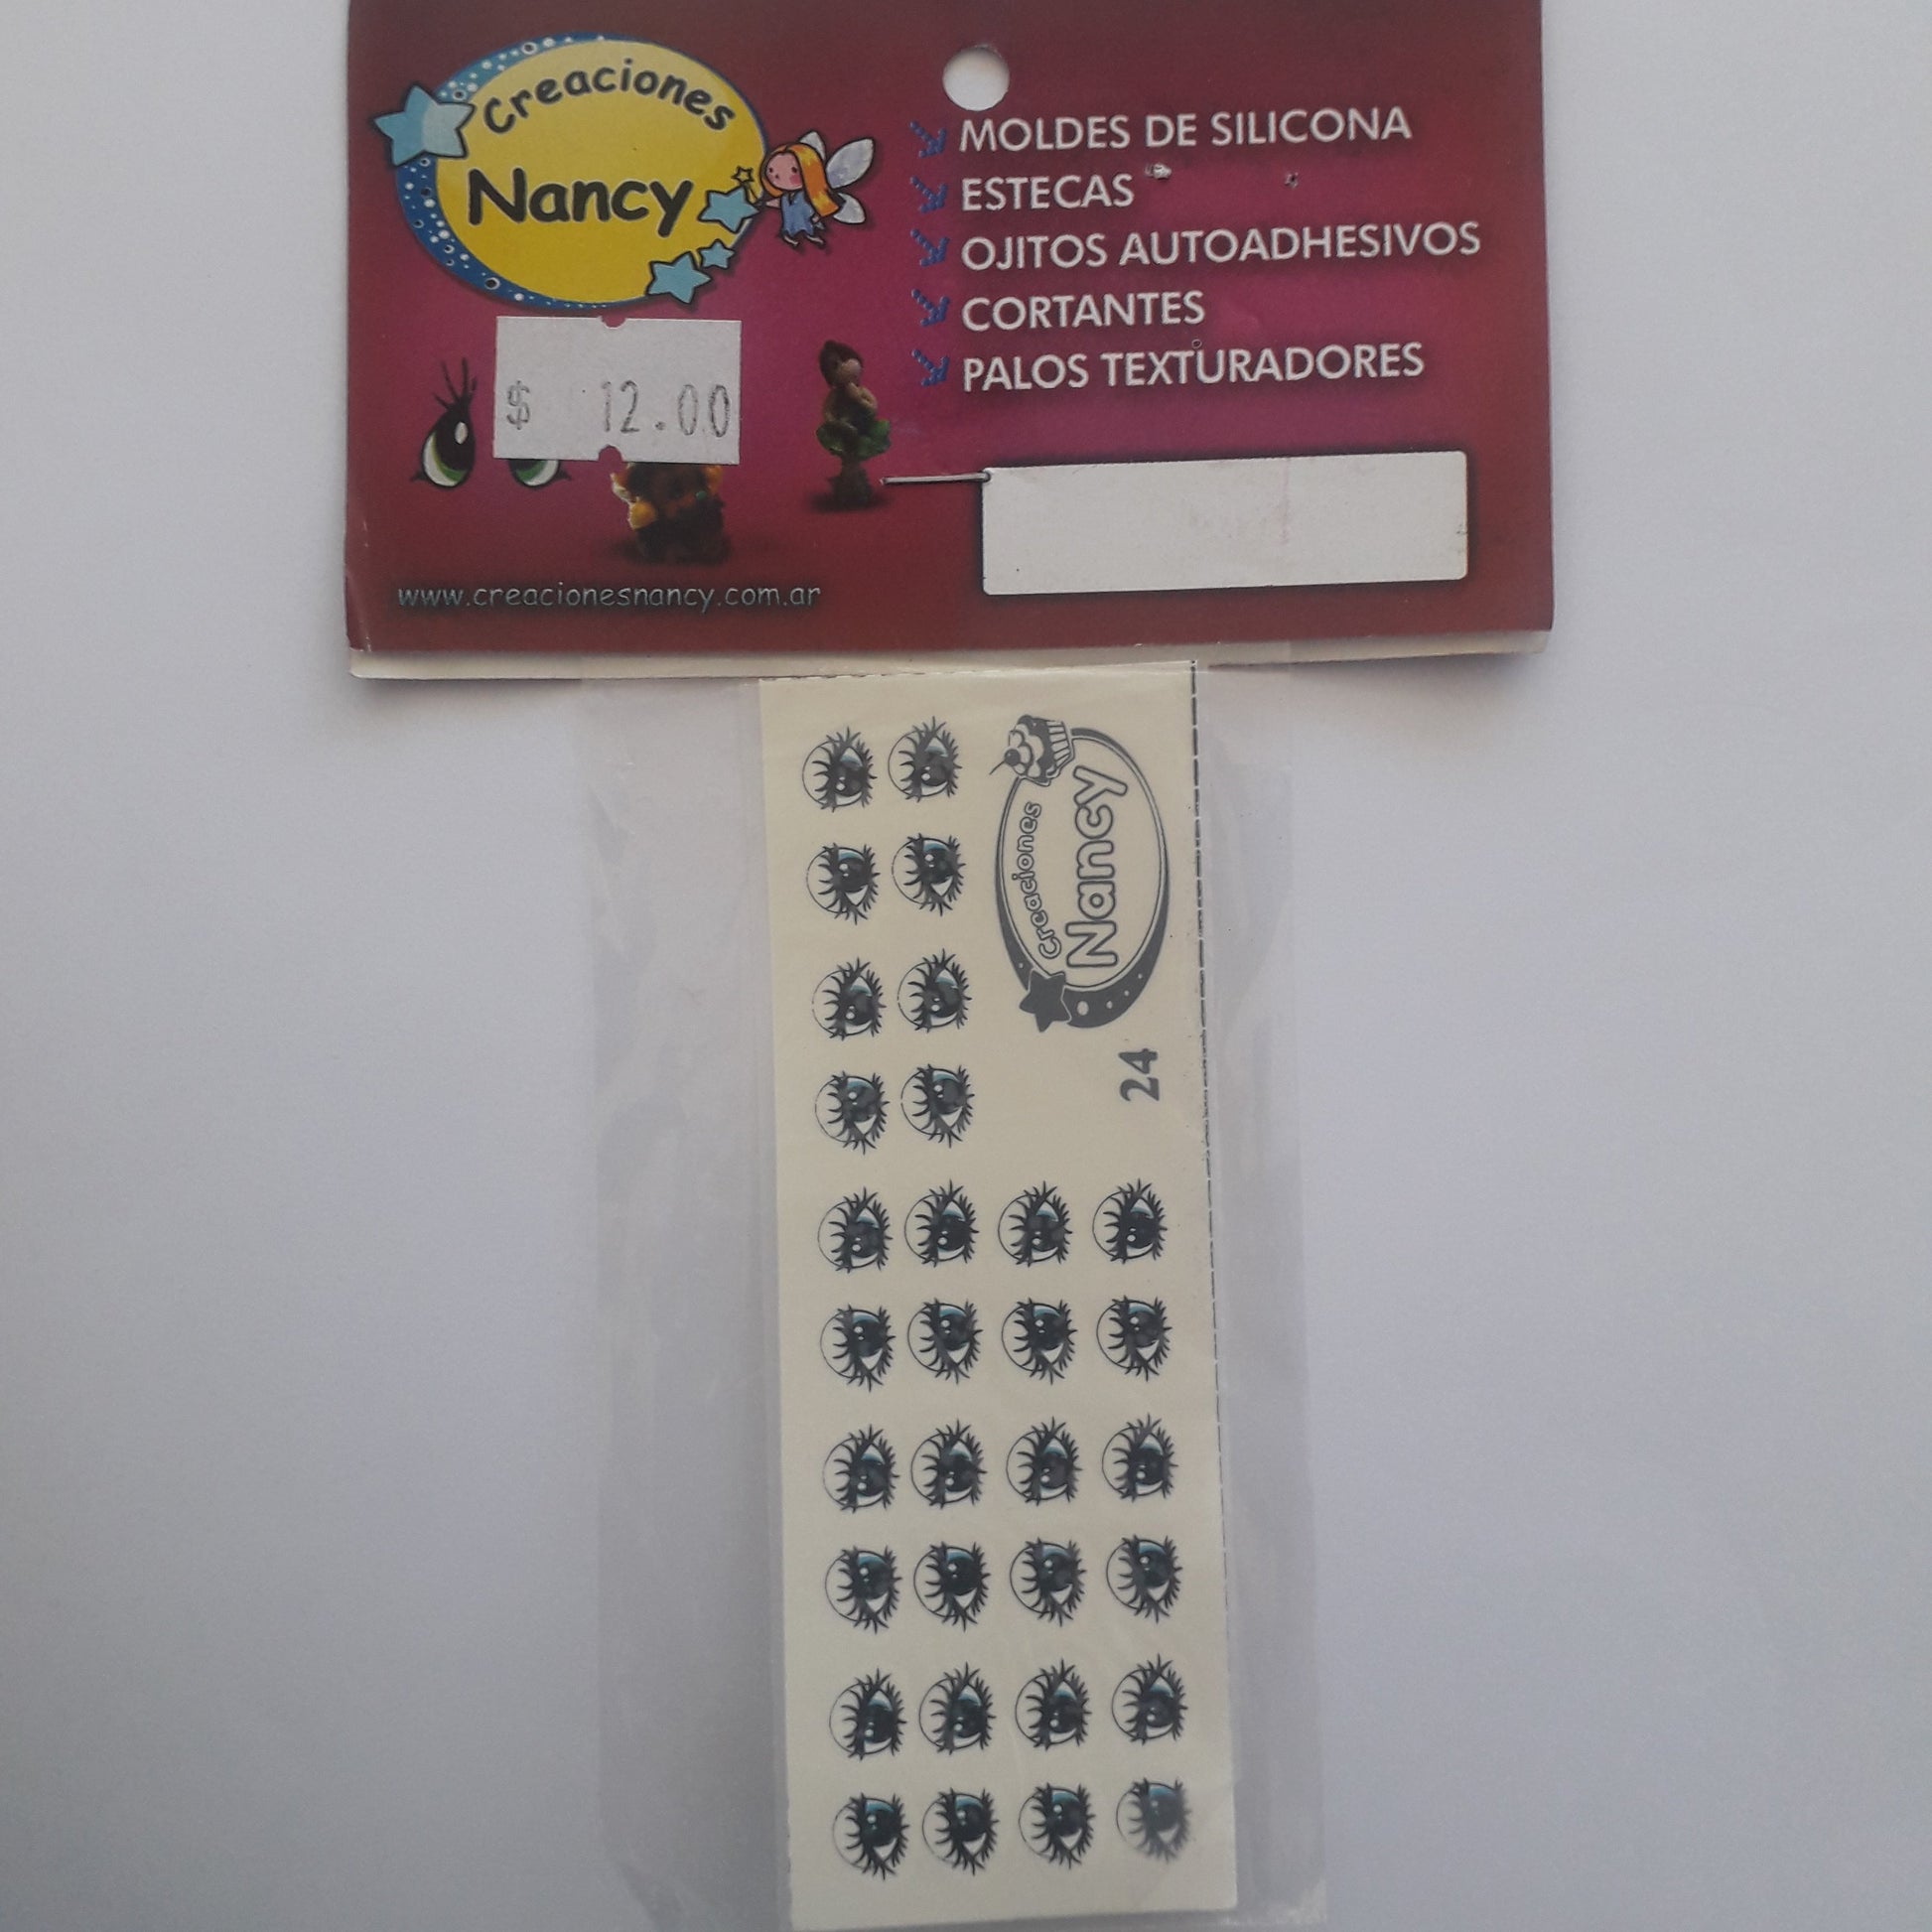 Creaciones
Nancy
MOLDES DE SILICONA
ESTECAS
OJITOS AUTOADHESIVOS
CORTANTES
PALOS TEXTURADORES
$ 12.00
www.creacionesnancy.com.ar
Creaciones
Nancy
24